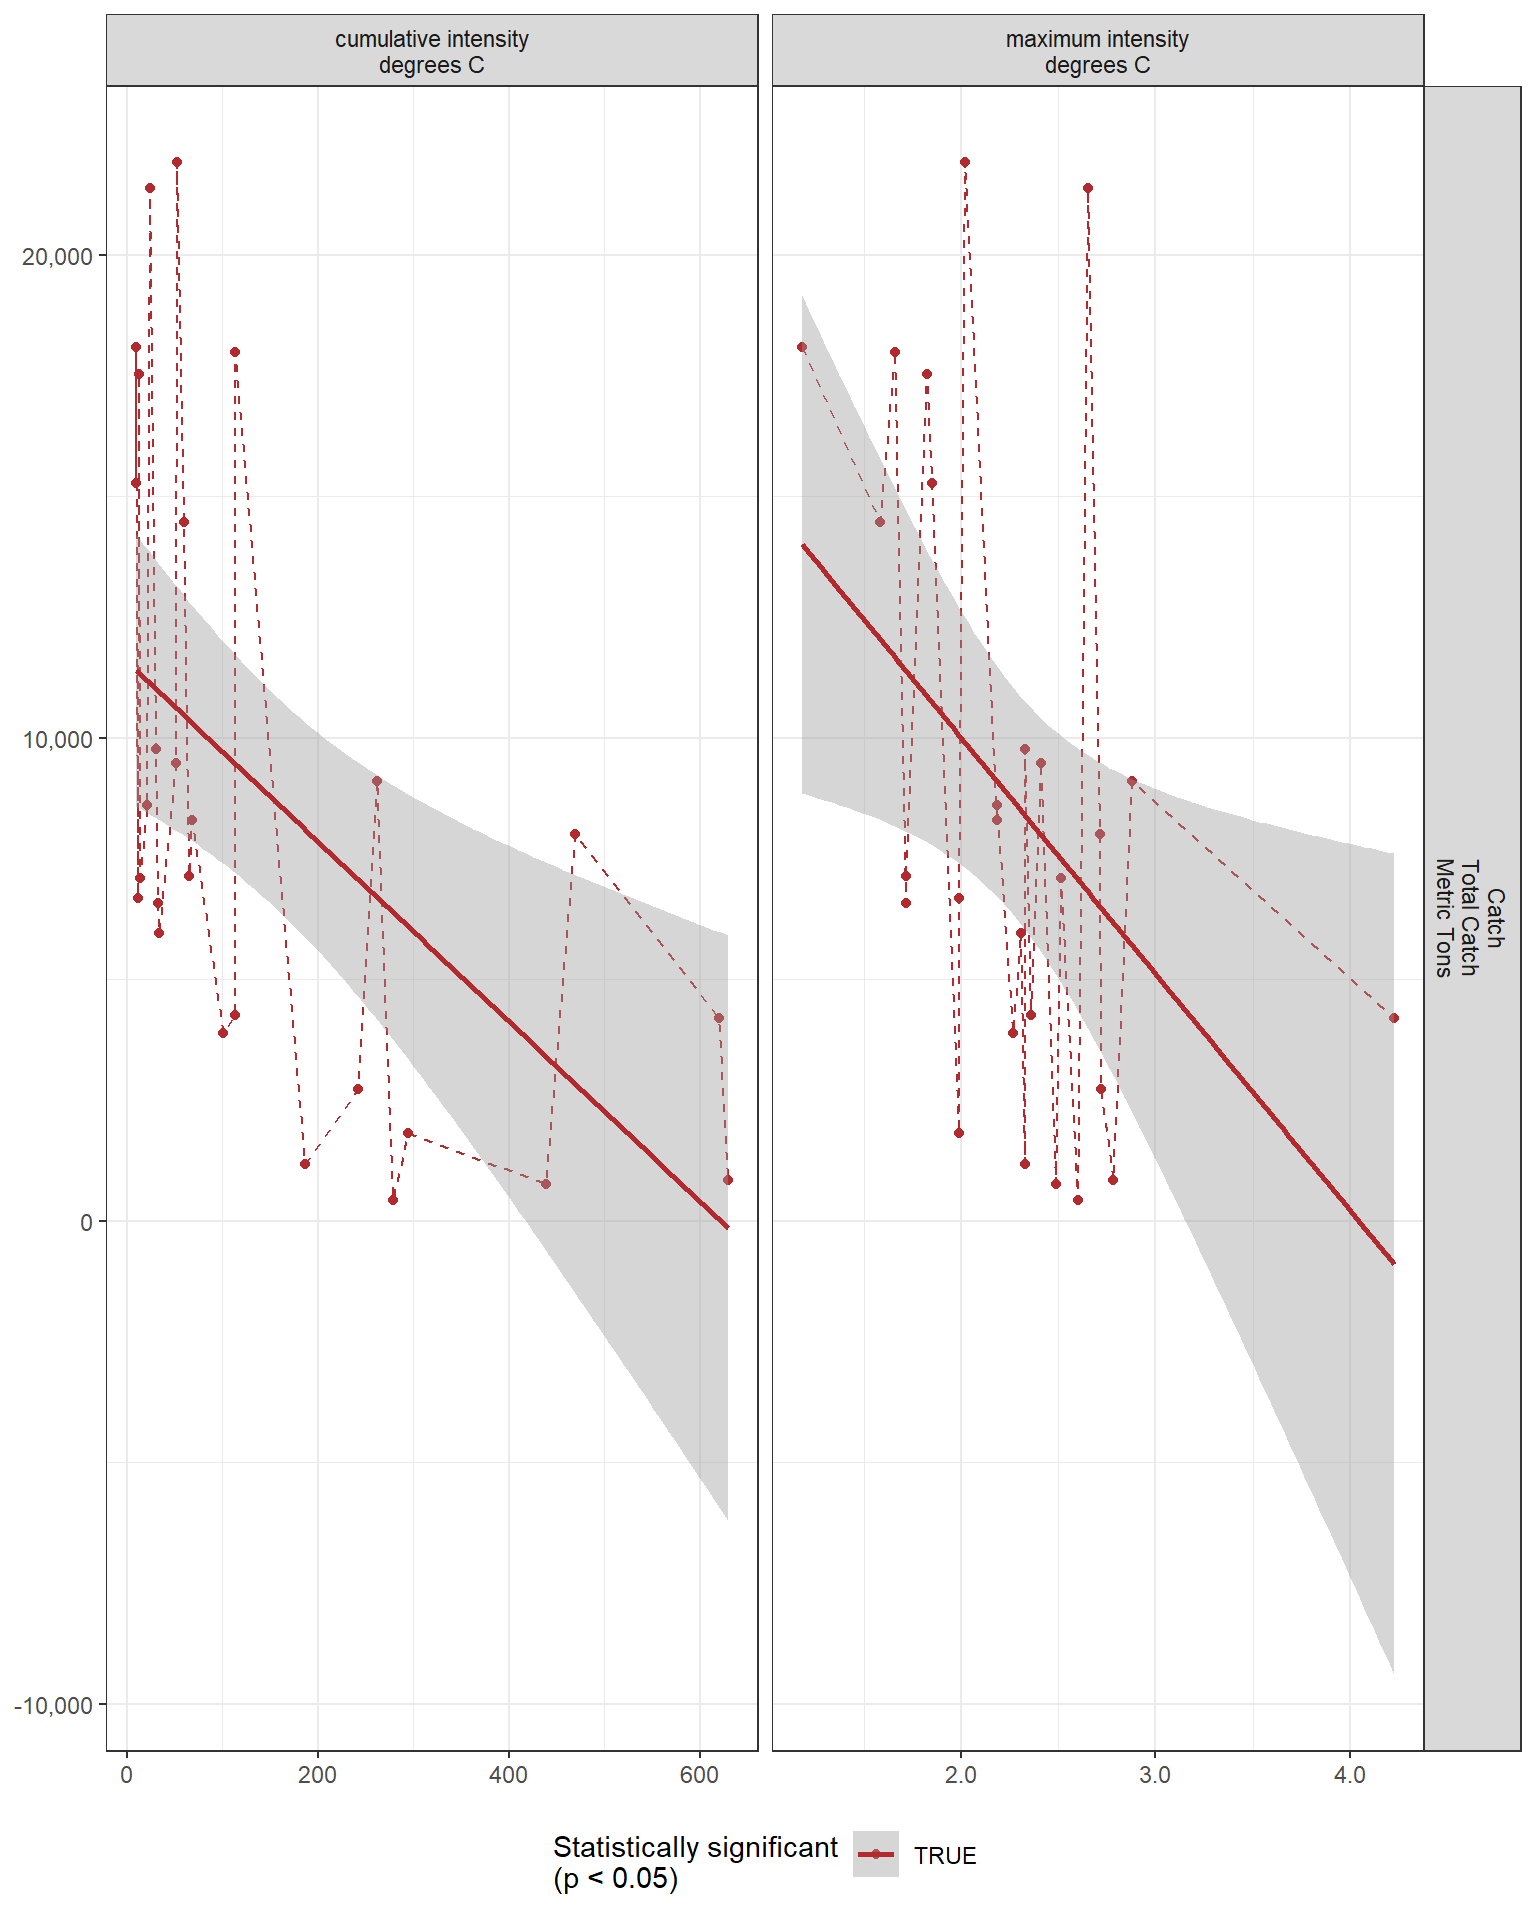 cumulative intensity
degrees C
maximum intensity
degrees C
20,000
10,000
0
-10,000
Catch
Total Catch
Metric Tons
0
200
400
600
2.0
3.0
4.0
Statistically significant
(p < 0.05)
TRUE